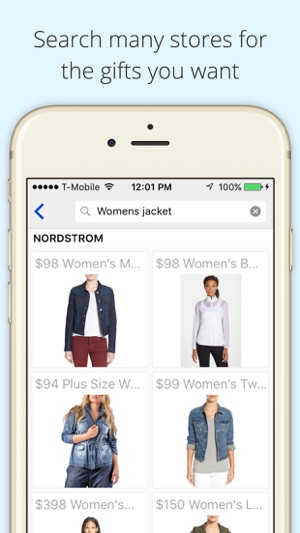 Search many stores for
the gifts you want
T-Mobile 12:01 PM 100%
Womens jacket
NORDSTROM
$98 Women's M... $98 Women's B...
$94 Plus Size W... $99 Women's Tw...
$398 Women's... $150 Women's L...